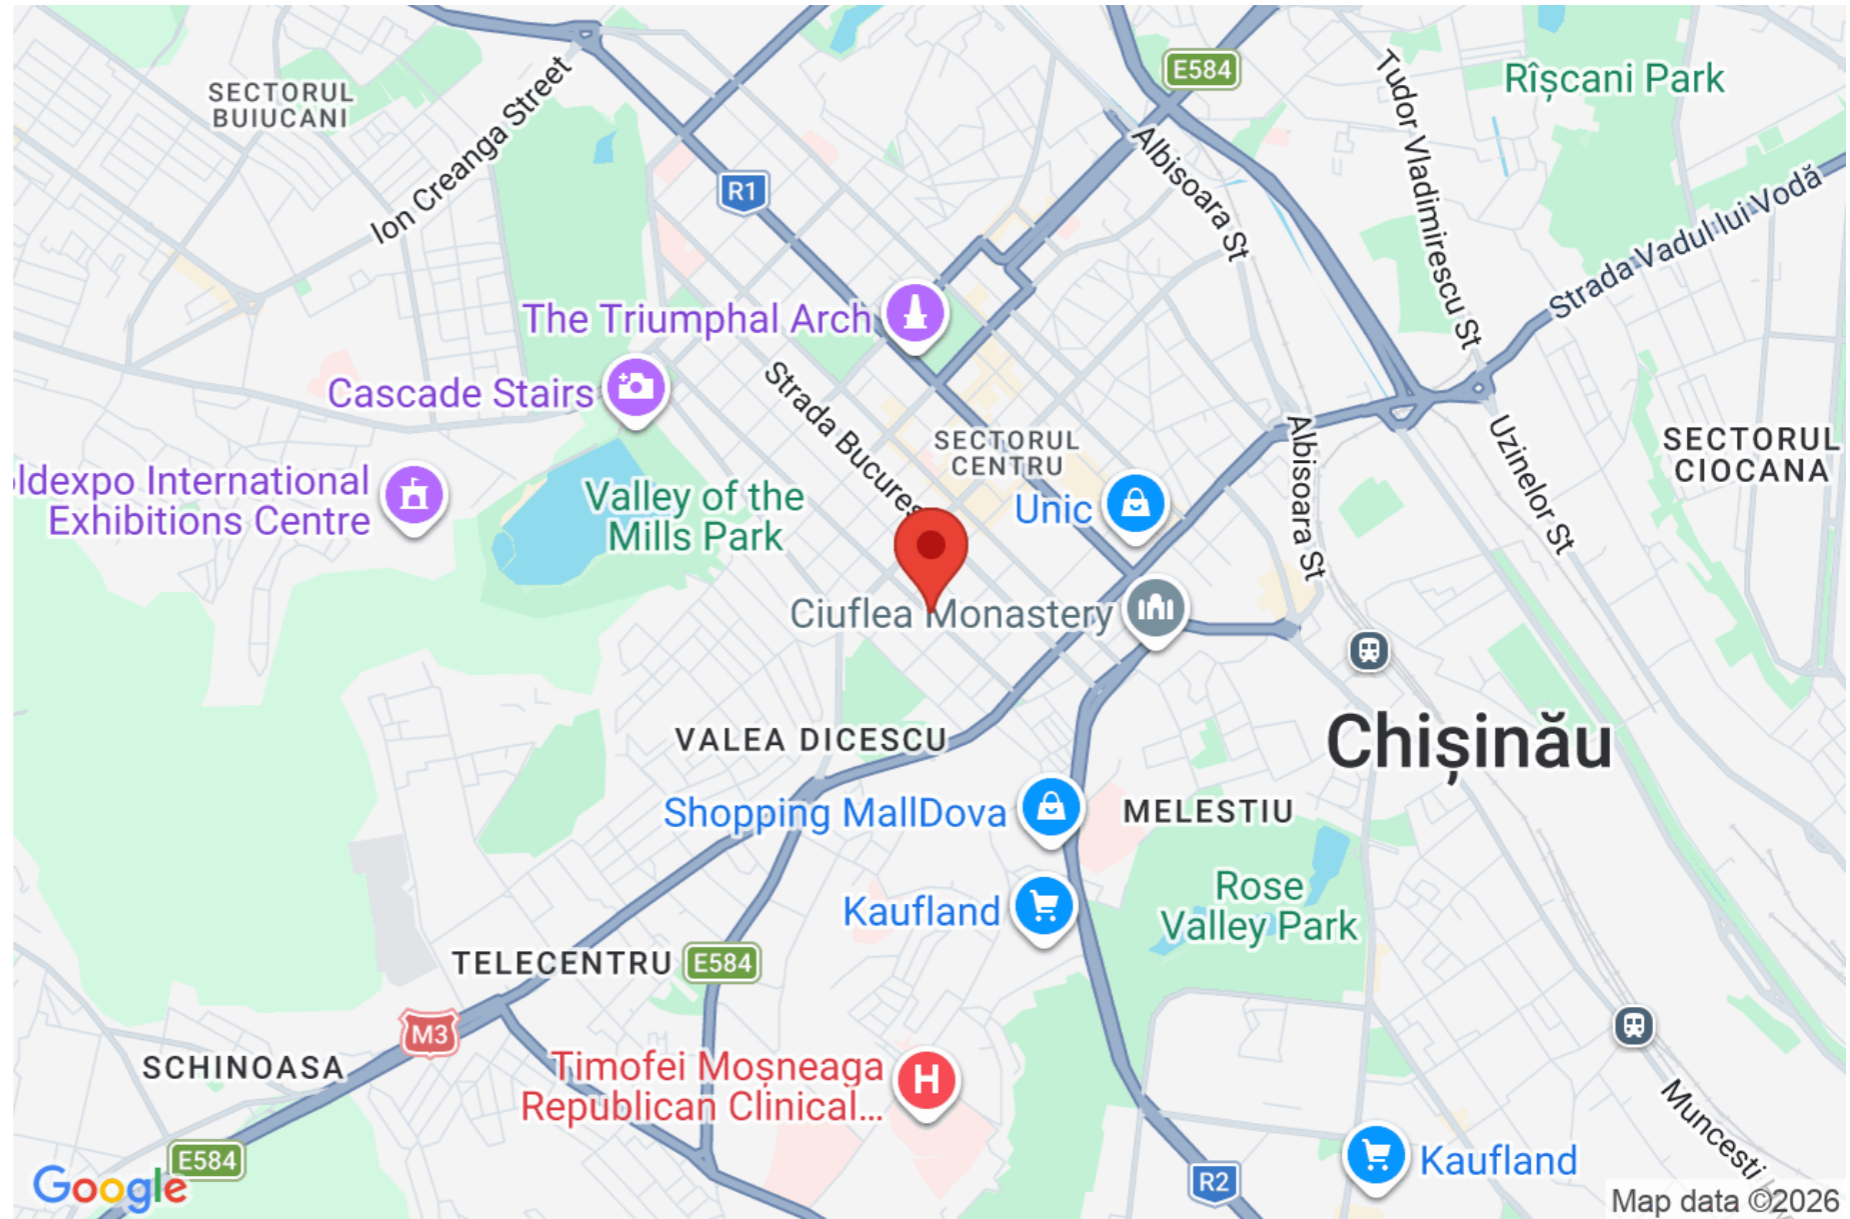 E584
Rîșcani Park
SECTORUL
BUIUCANI
Ion Creanga Street
Tudor Vladimirescu St
Albisoara St
R1
Strada Vadul lui Vodă
The Triumphal Arch
Cascade Stairs
Strada Bucures
SECTORUL
CENTRU
Albisoara St
Uzinelor St
SECTORUL
CIOCANA
ldexpo International
Exhibitions Centre
Valley of the
Mills Park
Unic
Ciuflea Monastery
Chișinău
VALEA DICESCU
Shopping MallDova
MELESTIU
Rose
Valley Park
Kaufland
TELECENTRU
E584
M3
SCHINOASA
Timofei Moșneaga
Republican Clinical...
H
Muncesti
E584
Kaufland
R2
Google
Map data ©2026